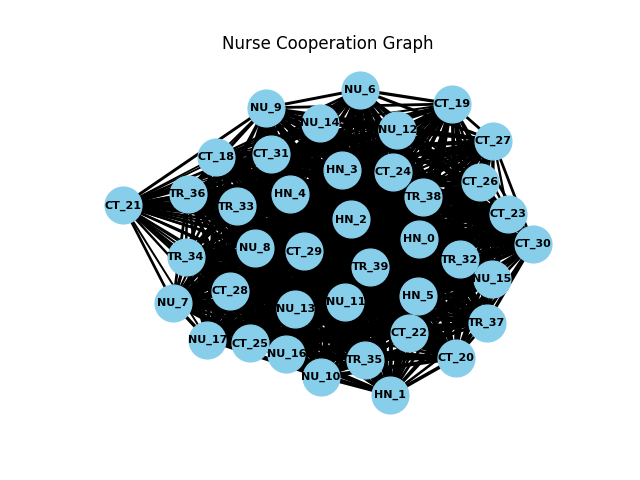 Nurse Cooperation Graph
NU_6
CT_19
NU_9
NU_14
NU_12
CT_27
CT_31
CT_18
HN_3
CT_24
CT_26
TR_36
HN_4
TR_38
CT_21
TR_33
CT_23
HN_2
HN_0
CT_30
NU_8
CT_29
TR_34
TR_32
TR_39
NU_15
CT_28
HN_5
NU_7
NU_11
NU_13
TR_37
CT_22
NU_17
CT_25
NU_16
CT_20
TR_35
NU_10
HN_1